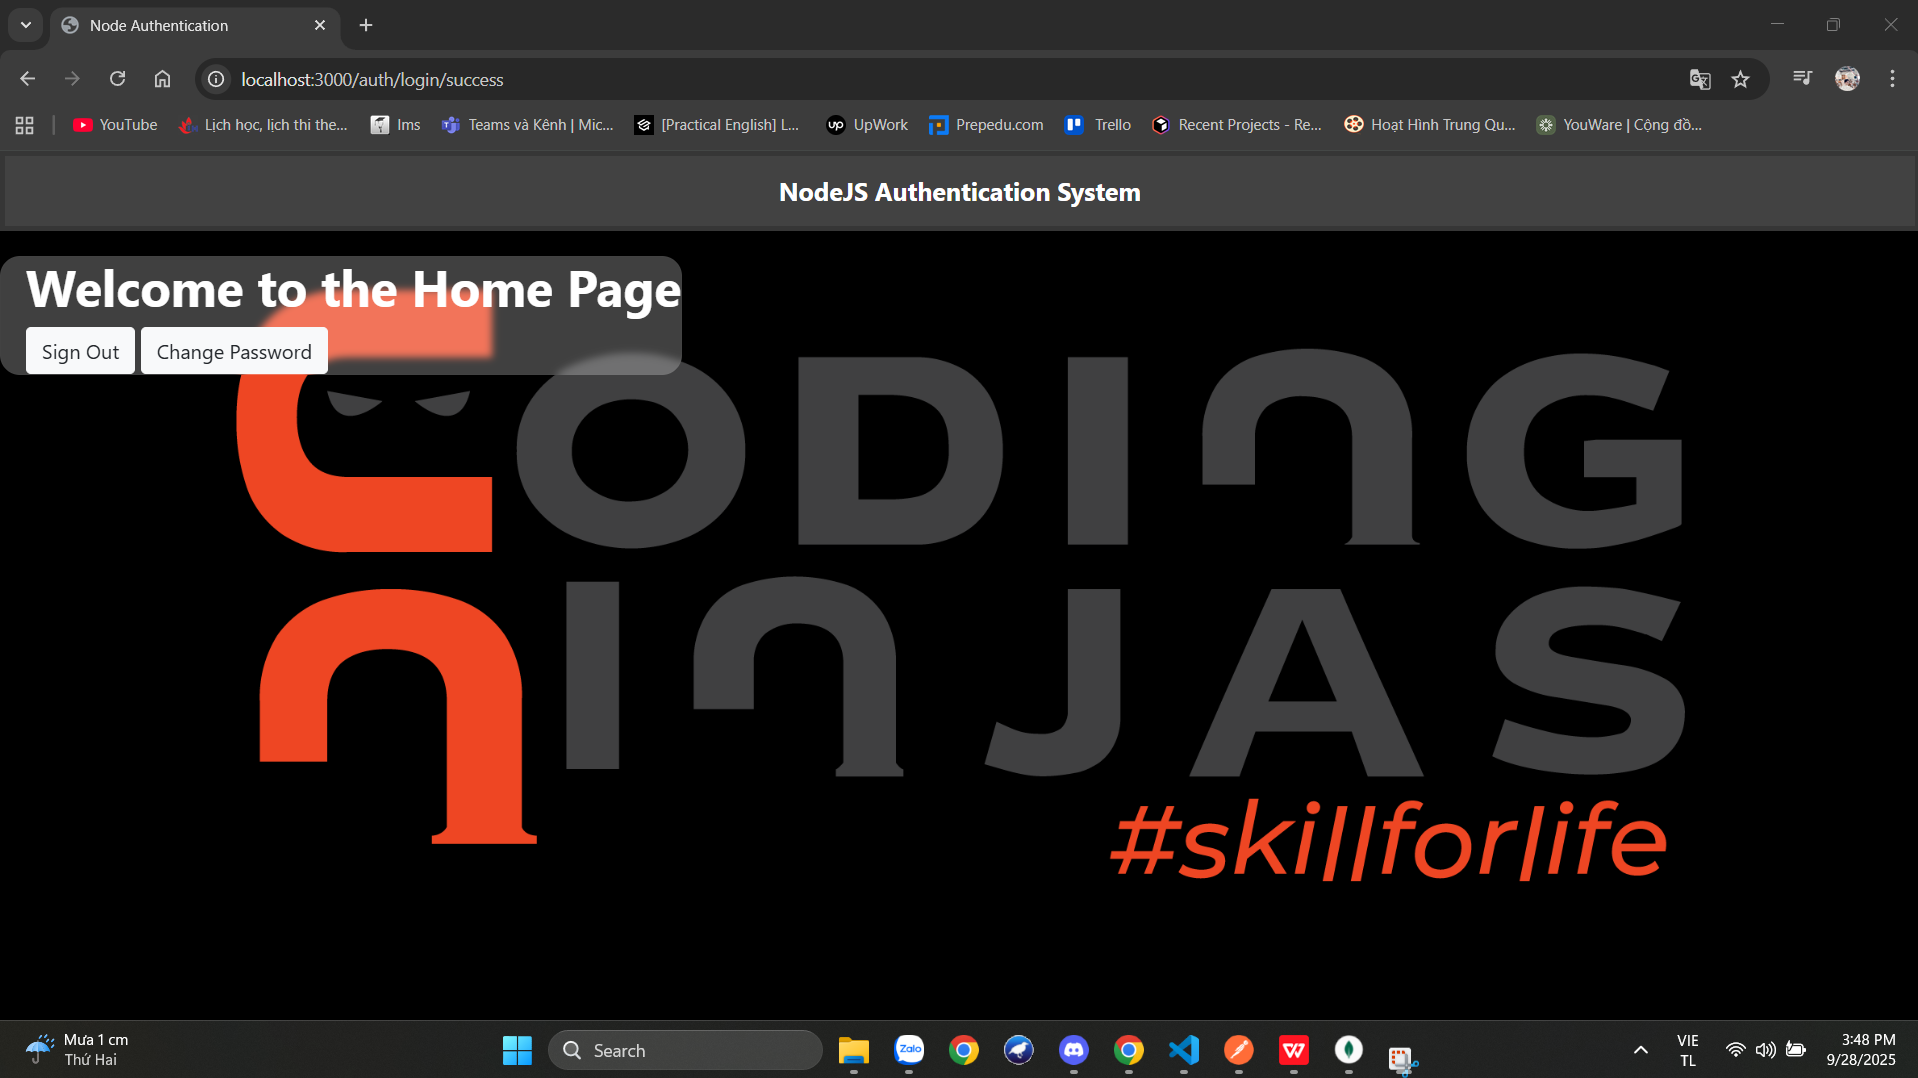 Node Authentication
localhost:3000/auth/login/success
YouTube
Lịch học, lịch thi the...
lms
Teams và Kênh | Mic...
[Practical English] L...
up
UpWork
Prepedu.com
Trello
Recent Projects - Re...
Hoạt Hình Trung Qu...
YouWare | Cộng đồ...
NodeJS Authentication System
Welcome to the Home Page
Sign Out
Change Password
CODING
NINJAS
#skillforlife
Mưa 1 cm
Thứ Hai
Search
Zalo
VIE
TL
3:48 PM
9/28/2025